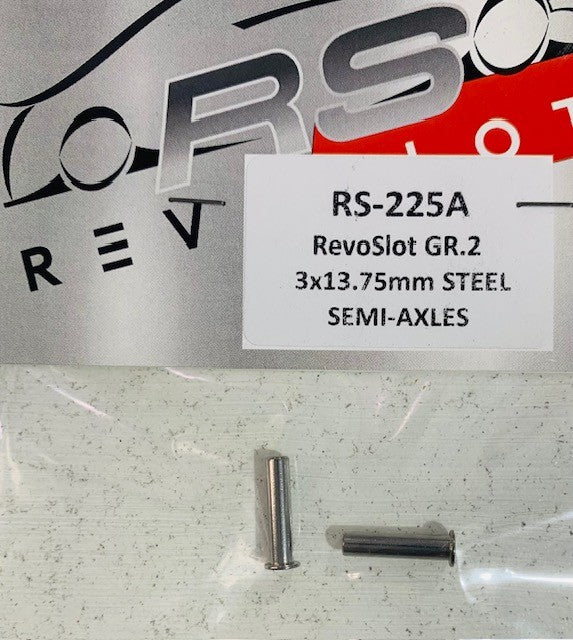 RS
REV LOT
RS-225A
RevoSlot GR.2
3x13.75mm STEEL
SEMI-AXLES